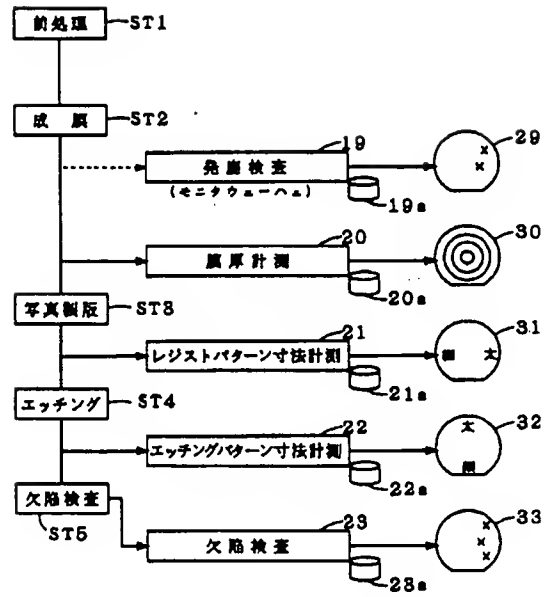 前処理 ST1
成膜 ST2
19
29
発塵検査
(モニタウェーハ)
19a
20
30
膜厚計測
20a
写真製版 ST3
21
31
レジストパターン寸法計測
細 太
21a
エッチング ST4
22
32
エッチングパターン寸法計測
太
細
22a
欠陥検査
ST5
23
33
欠陥検査
23a